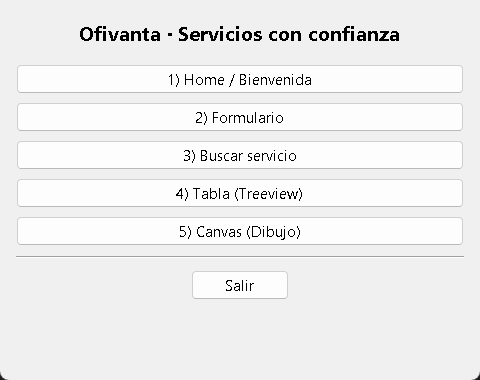 Ofivanta - Servicios con confianza
1) Home / Bienvenida
2) Formulario
3) Buscar servicio
4) Tabla (Treeview)
5) Canvas (Dibujo)
Salir